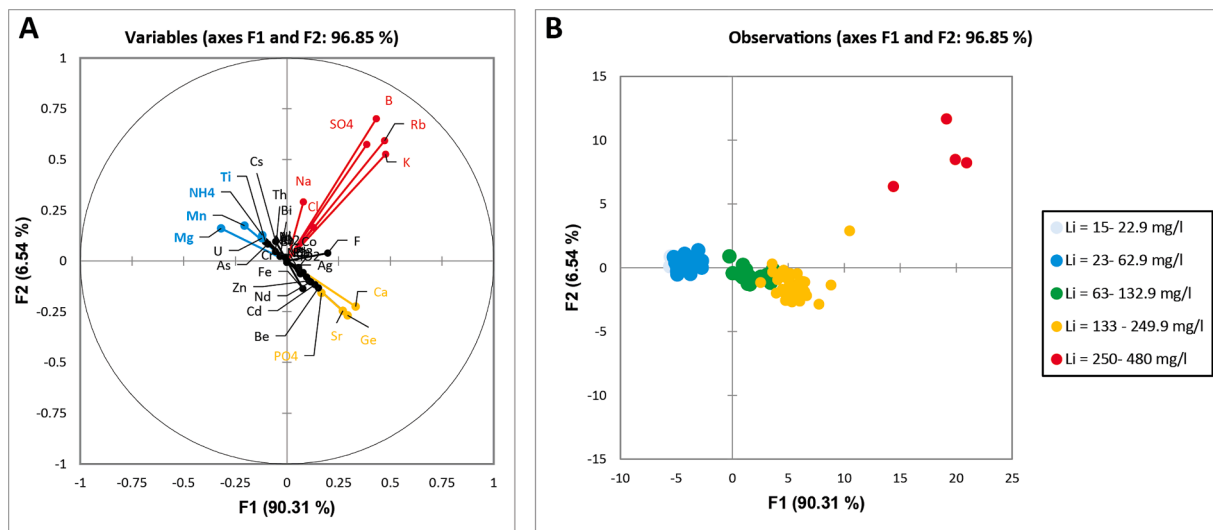 A
Variables (axes F1 and F2: 96.85 %)
1
0.75
0.5
0.25
0
-0.25
-0.5
-0.75
-1
F2 (6.54 %)
B
SO4
Rb
K
Cs
Ti
Na
Th
NH4
Cl
Bi
Mn
Mg
U
Co
F
Cr
As
Fe
Ag
Zn
Nd
Ca
Cd
Be
Sr
Ge
PO4
-1 -0.75 -0.5 -0.25 0 0.25 0.5 0.75 1
F1 (90.31 %)
B
Observations (axes F1 and F2: 96.85 %)
15
10
5
0
-5
-10
-15
F2 (6.54 %)
-10 -5 0 5 10 15 20 25
F1 (90.31 %)
Li = 15- 22.9 mg/l
Li = 23- 62.9 mg/l
Li = 63- 132.9 mg/l
Li = 133 - 249.9 mg/l
Li = 250- 480 mg/l